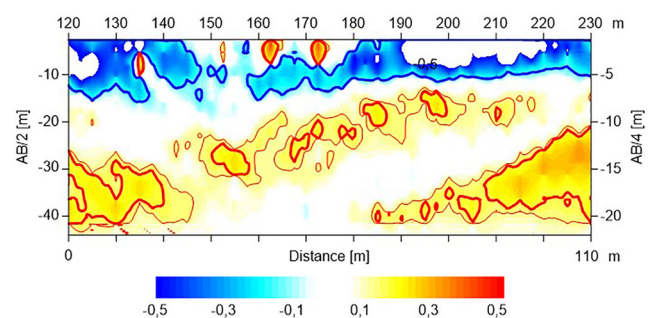 120 130 140 150 160 170 180 190 200 210 220 230 m
-0,5
-10 -5
-20 -10
-30 -15
-40 -20
AB/2 [m]
AB/4 [m]
0 Distance [m] 110 m
-0,5 -0,3 -0,1 0,1 0,3 0,5